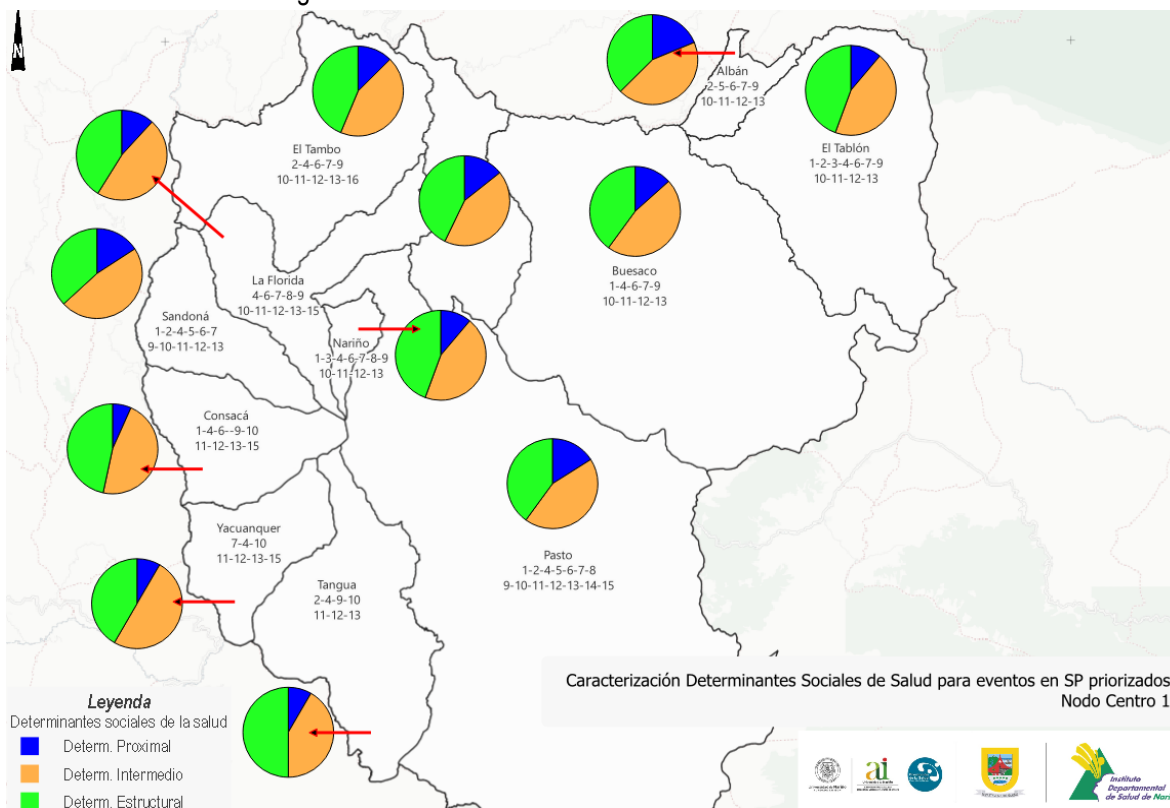 N
Albán
2-5-6-7-9
10-11-12-13
El Tablón
1-2-3-4-6-7-9
10-11-12-13
El Tambo
2-4-6-7-9
10-11-12-13-16
Buesaco
1-4-6-7-9
10-11-12-13
La Florida
4-6-7-8-9
10-11-12-13-15
Sandoná
1-2-4-5-6-7
9-10-11-12-13
Nariño
1-3-4-6-7-8-9
10-11-12-13
Consacá
1-4-6--9-10
11-12-13-15
Yacuanquer
7-4-10
11-12-13-15
Pasto
1-2-4-5-6-7-8
9-10-11-12-13-14-15
Tangua
2-4-9-10
11-12-13
Caracterización Determinantes Sociales de Salud para eventos en SP priorizados
Nodo Centro 1
Leyenda
Determinantes sociales de la salud
Determ. Proximal
Determ. Intermedio
Determ. Estructural
ai
Instituto
Departamental
de Salud de Nar